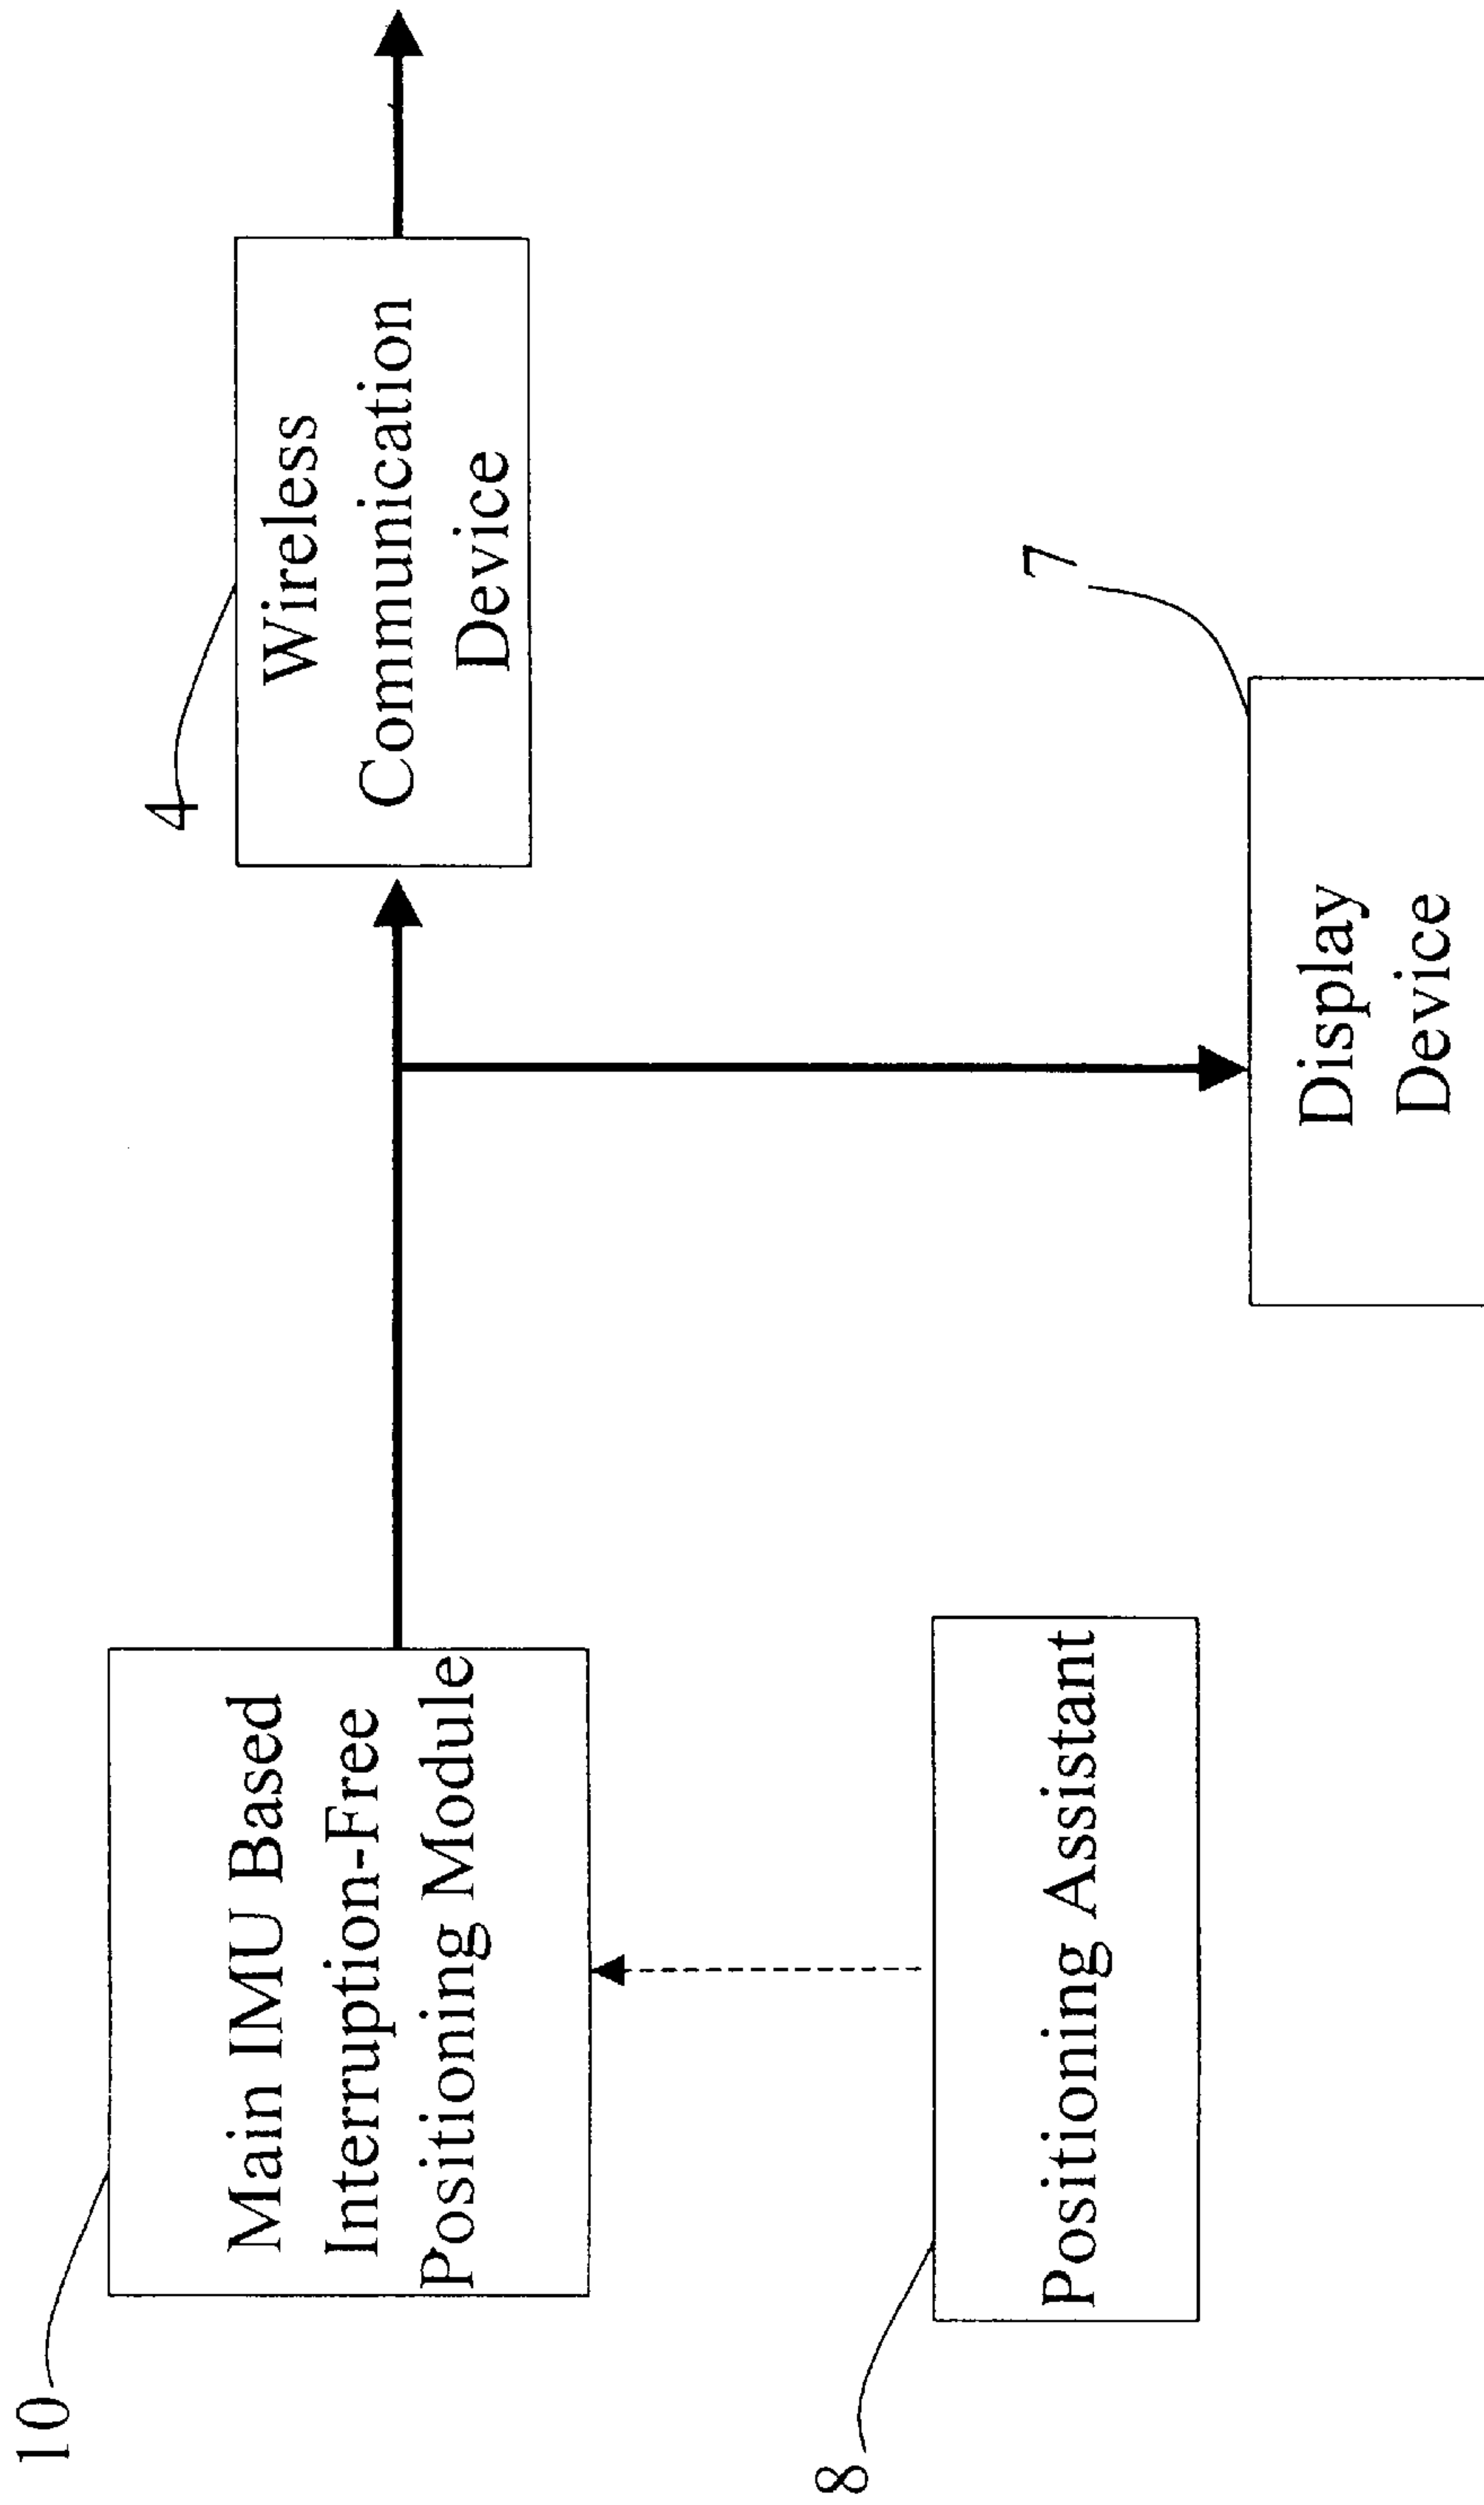 10
Main IMU Based
Interruption-Free
Positioning Module
4
Wireless
Communication
Device
8
Positioning Assistant
7
Display
Device